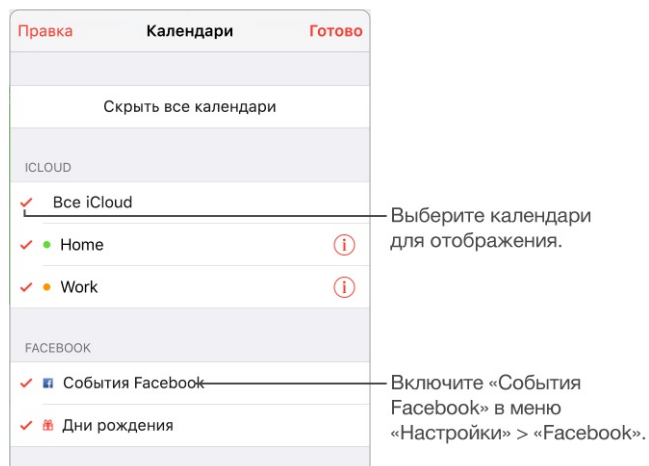 Правка Календари Готово
Скрыть все календари
ICLOUD
Все iCloud
Выберите календари
для отображения.
Home
Work
FACEBOOK
События Facebook
Включите «События
Facebook» в меню
«Настройки» > «Facebook».
Дни рождения